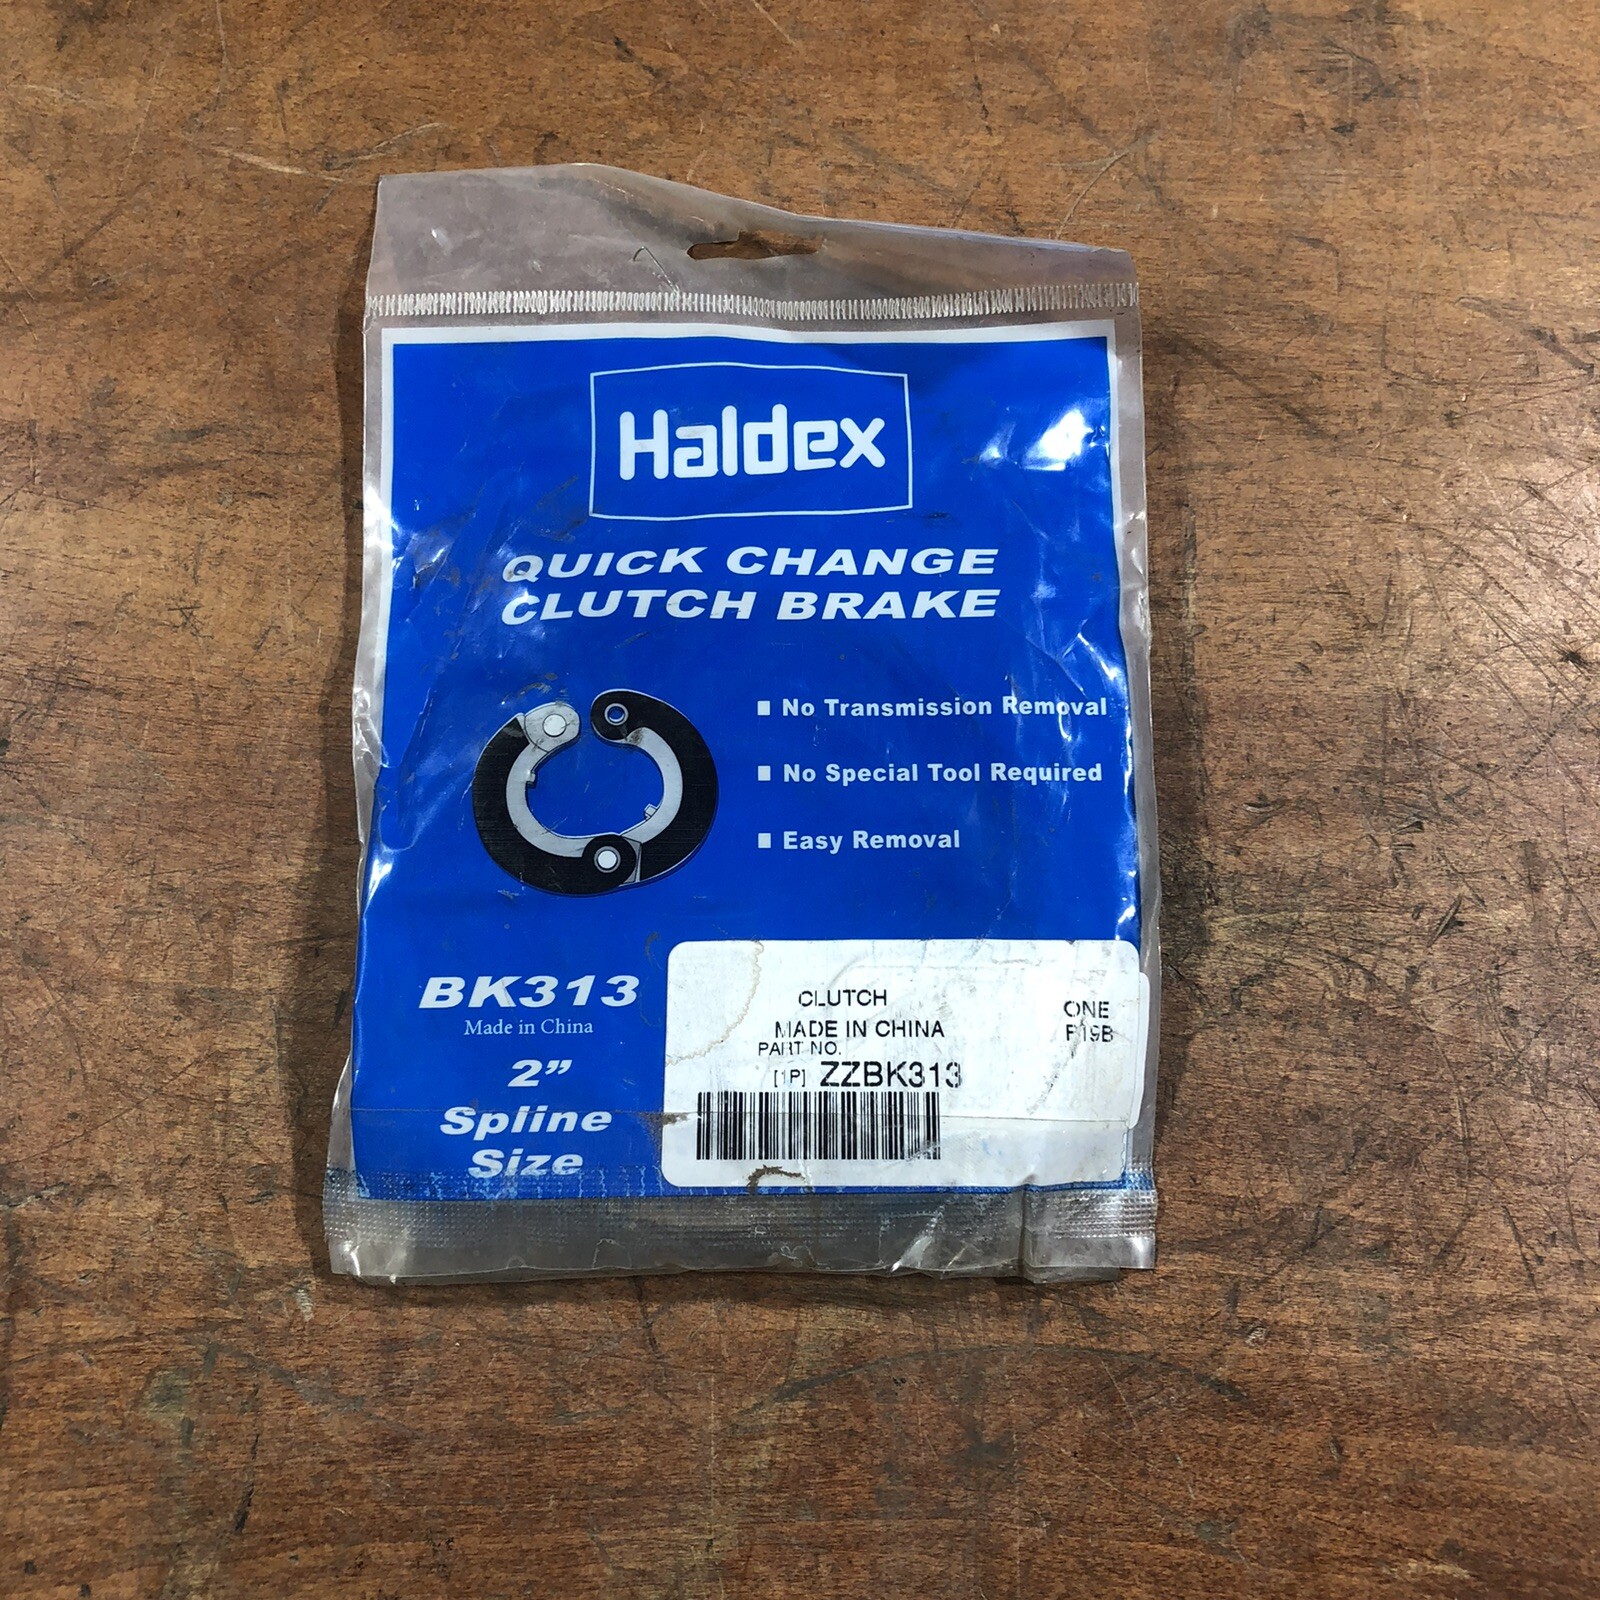 Haldex
QUICK CHANGE
CLUTCH BRAKE
■ No Transmission Removal
■ No Special Tool Required
■ Easy Removal
BK313
Made in China
2”
Spline
Size
CLUTCH
MADE IN CHINA
PART NO.
[1P] ZZBK313
ONE
F19B